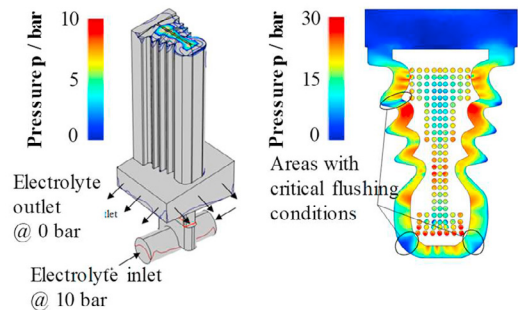 Pressure p / bar
10
5
0
Electrolyte
outlet
@ 0 bar
tlet
Electrolyte inlet
@ 10 bar
Pressure p / bar
30
15
0
Areas with
critical flushing
conditions